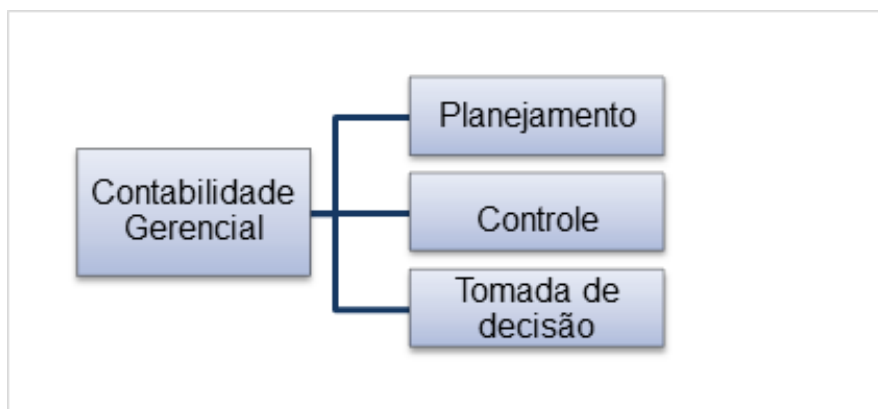 Contabilidade
Gerencial
Planejamento
Controle
Tomada de
decisão